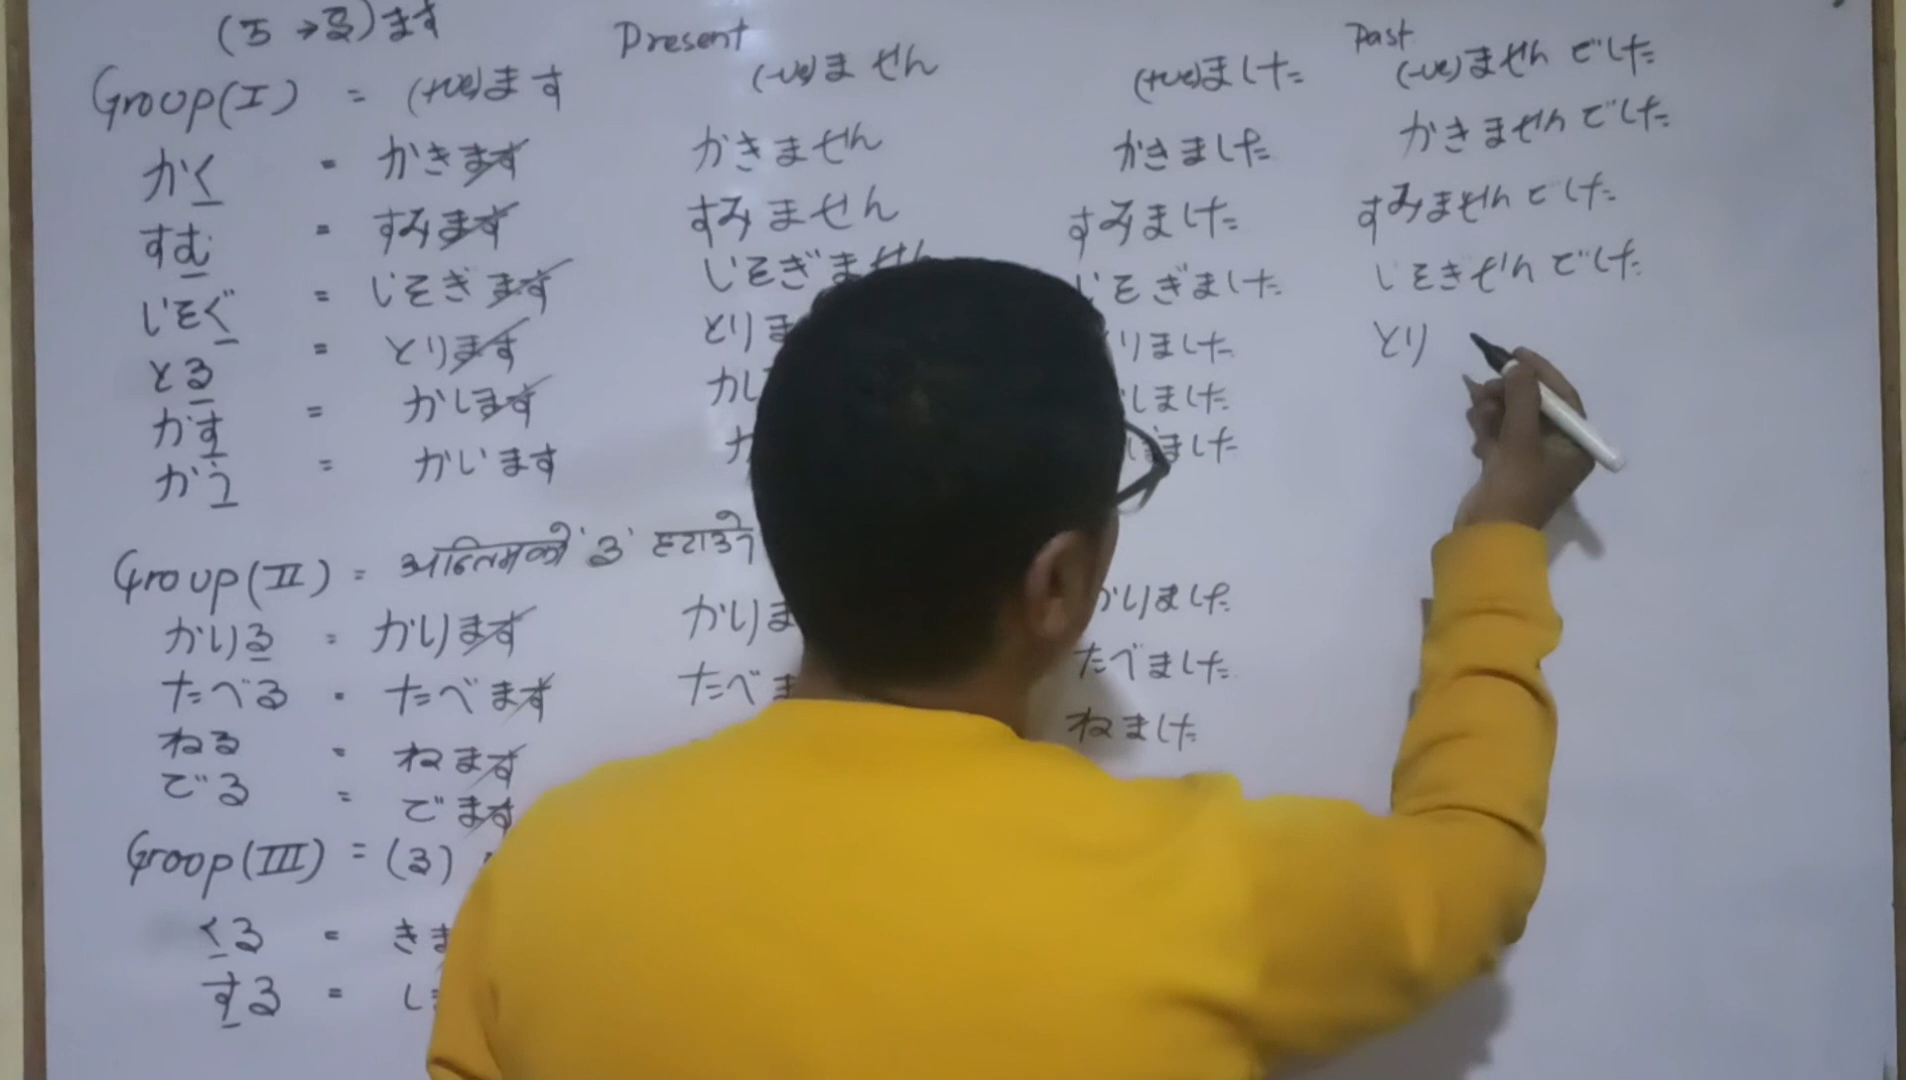 (う → इ) ます
Present Past
Group(I) = (+ve)ます (-ve)ません (+ve)ました (-ve)ませんでした
かく = かきます かきません かきました かきませんでした
すむ = すみます すみません すみました すみませんでした
いそぐ = いそぎます いそぎません いそぎました いそぎせんでした
とる = とります とりま りました とり
かす = かします かし しました
かう = かいます か いました
Group(II) = अन्तिमको 'る' हटाउने
かりる = かります かりま かりました
たべる = たべます たべま たべました
ねる = ねます ねました
でる = でます
Group(III) = (る)
くる = きま
する = し